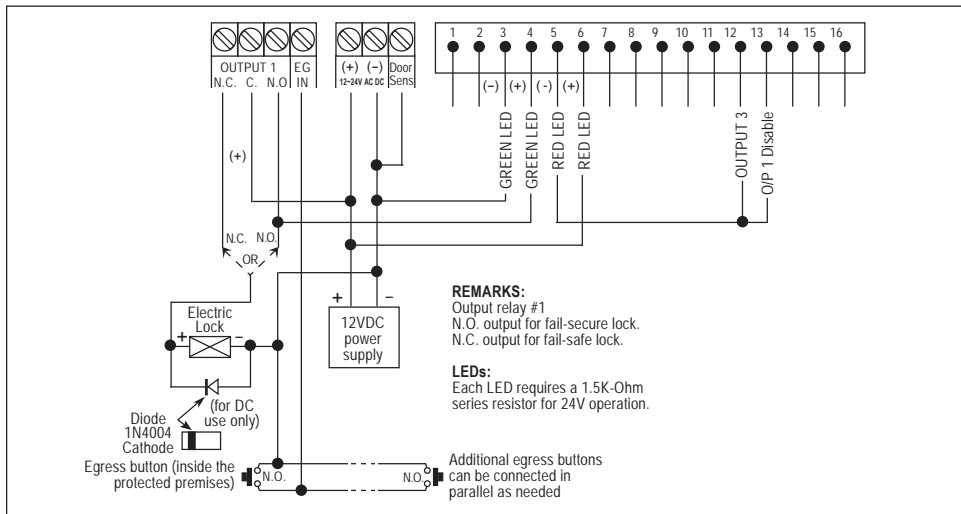 OUTPUT 1
N.C. C. N.O
EG
IN
(+) (−)
12–24V AC DC
Door
Sens
1 2 3 4 5 6 7 8 9 10 11 12 13 14 15 16
(−) (+) (-) (+)
GREEN LED
GREEN LED
RED LED
RED LED
OUTPUT 3
O/P 1 Disable
(+)
N.C. N.O.
OR
Electric
Lock
+ −
(for DC
use only)
Diode
1N4004
Cathode
+ −
12VDC
power
supply
REMARKS:
Output relay #1
N.O. output for fail-secure lock.
N.C. output for fail-safe lock.
LEDs:
Each LED requires a 1.5K-Ohm
series resistor for 24V operation.
Egress button (inside the
protected premises)
N.O.
N.O.
Additional egress buttons
can be connected in
parallel as needed